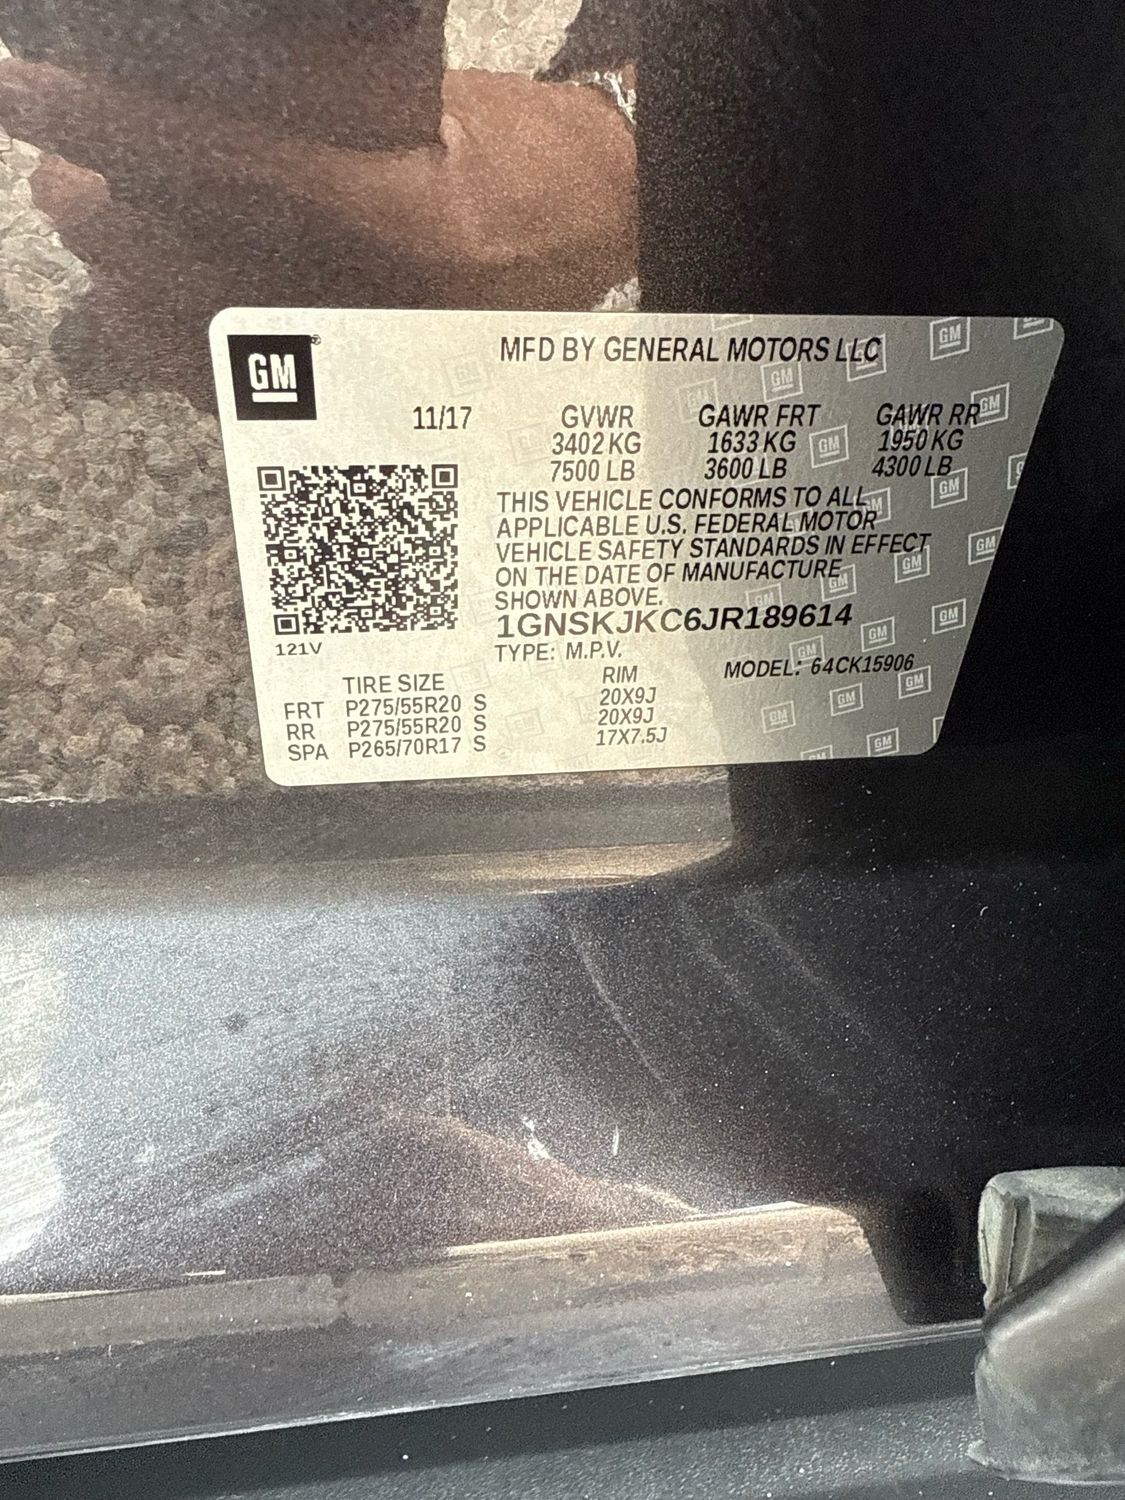 GM
MFD BY GENERAL MOTORS LLC
11/17 GVWR GAWR FRT GAWR RR
3402 KG 1633 KG 1950 KG
7500 LB 3600 LB 4300 LB
THIS VEHICLE CONFORMS TO ALL
APPLICABLE U.S. FEDERAL MOTOR
VEHICLE SAFETY STANDARDS IN EFFECT
ON THE DATE OF MANUFACTURE
SHOWN ABOVE.
1GNSKJKC6JR189614
121V
TYPE: M.P.V. MODEL: 64CK15906
TIRE SIZE RIM
FRT P275/55R20 S 20X9J
RR P275/55R20 S 20X9J
SPA P265/70R17 S 17X7.5J